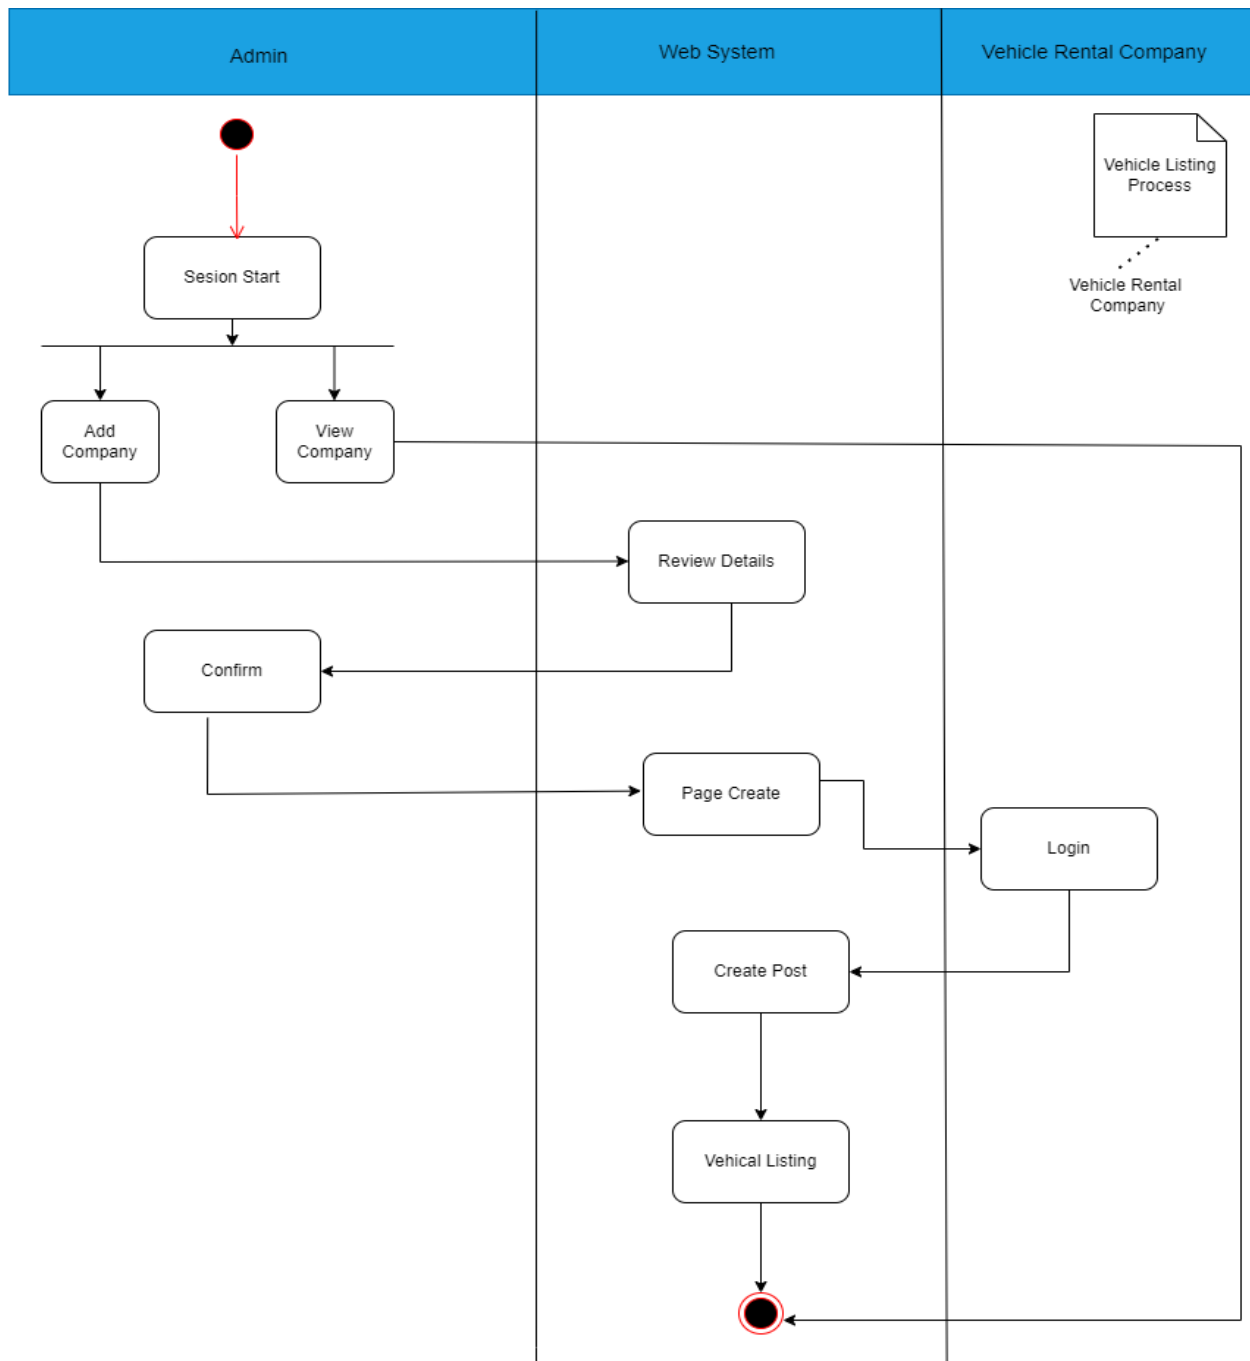 Admin
Web System
Vehicle Rental Company
Vehicle Listing
Process
Vehicle Rental
Company
Sesion Start
Add
Company
View
Company
Review Details
Confirm
Page Create
Login
Create Post
Vehical Listing